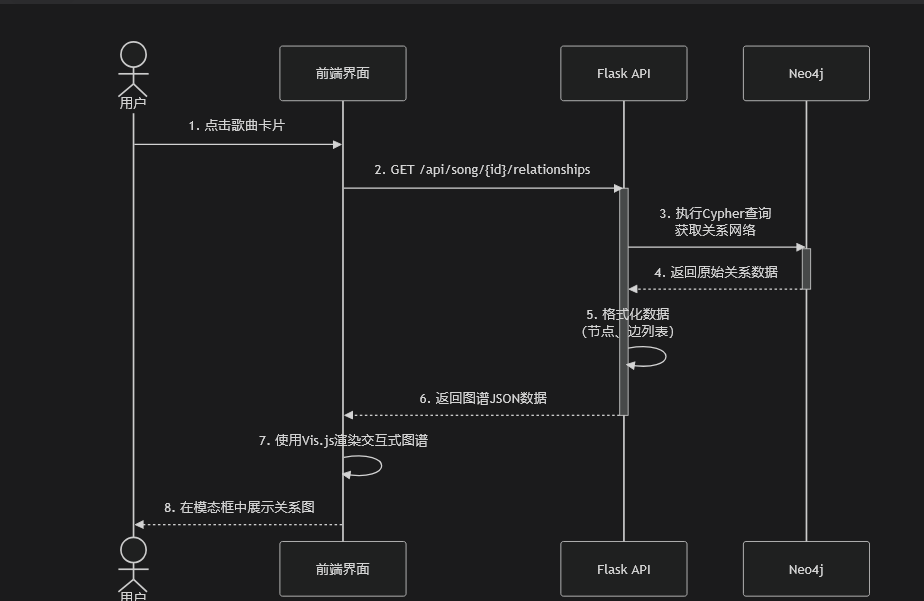 前端界面
Flask API
Neo4j
用户
1. 点击歌曲卡片
2. GET /api/song/{id}/relationships
3. 执行Cypher查询
获取关系网络
4. 返回原始关系数据
5. 格式化数据
(节点、边列表)
6. 返回图谱JSON数据
7. 使用Vis.js渲染交互式图谱
8. 在模态框中展示关系图
前端界面
Flask API
Neo4j
用户